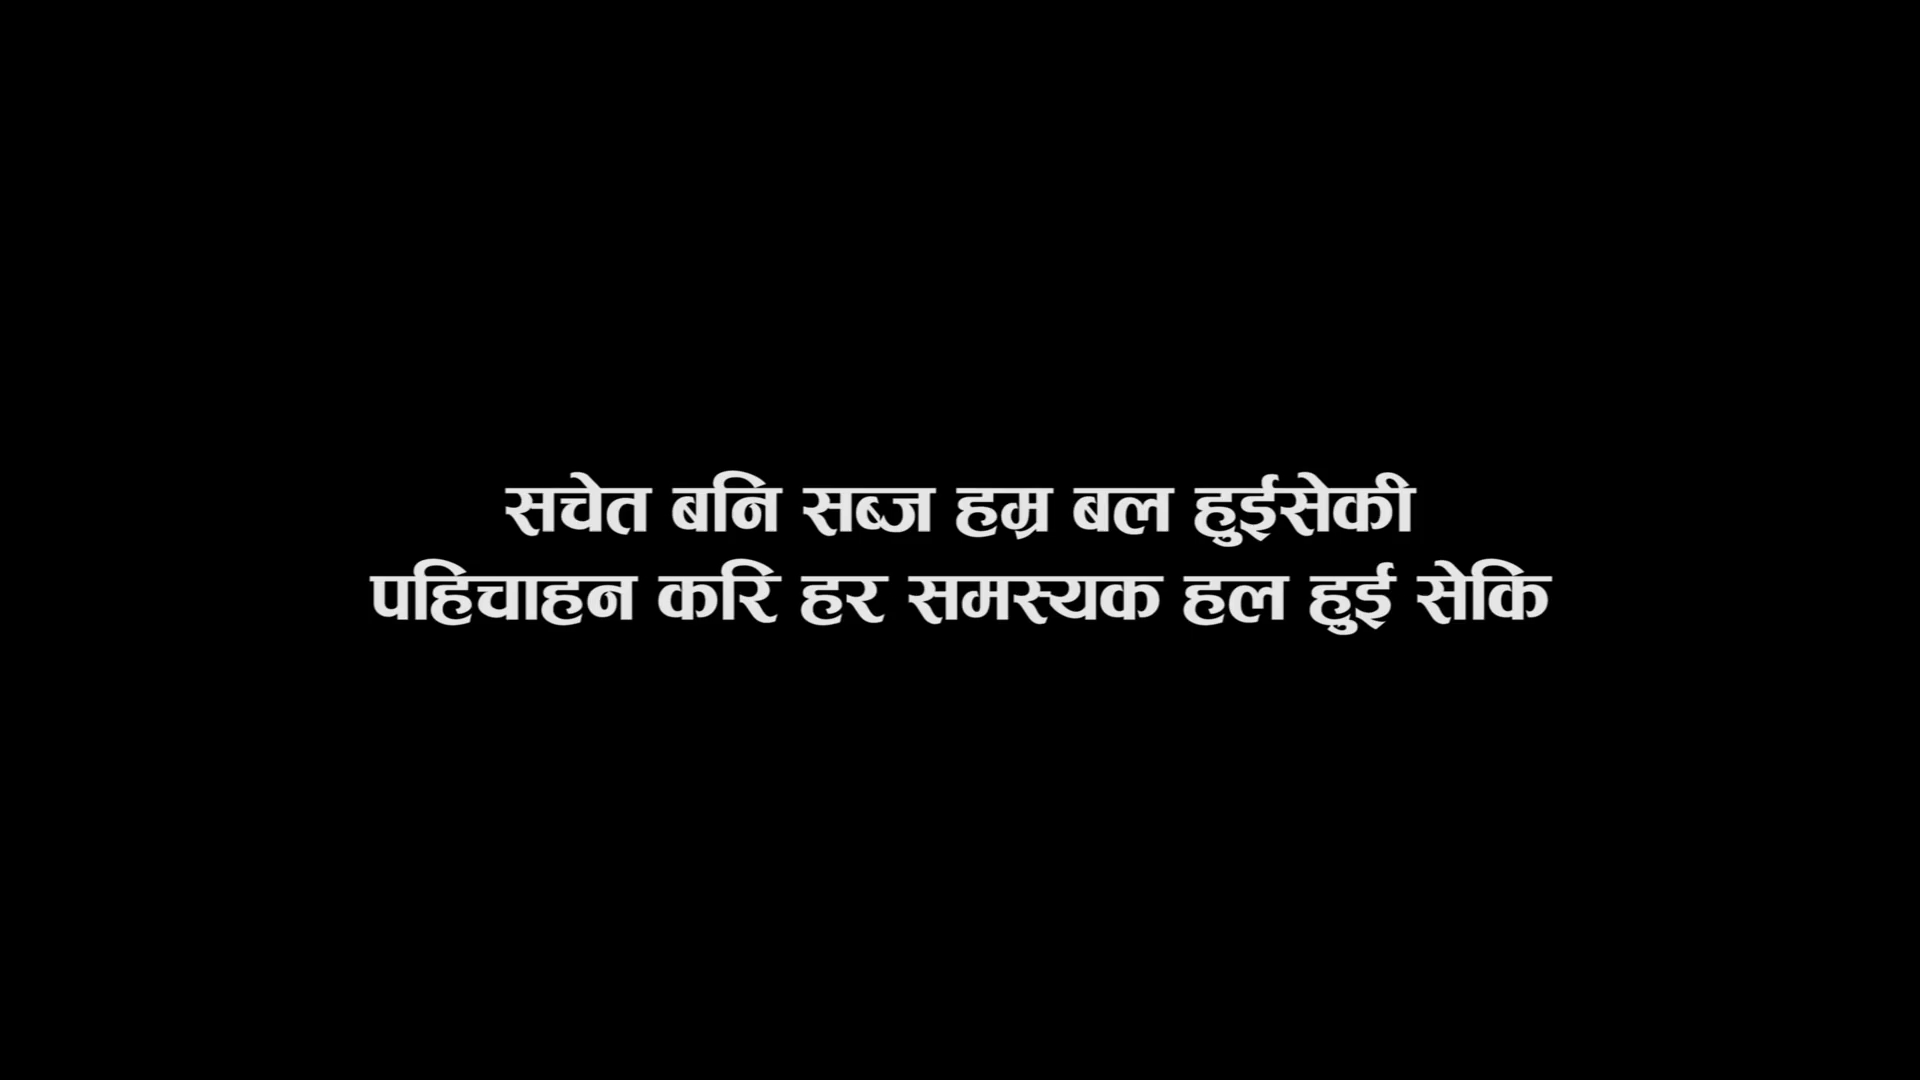 सचेत बनि सब्ज हम्र बल हुईसेकी
पहिचाहन करि हर समस्यक हल हुई सेकि